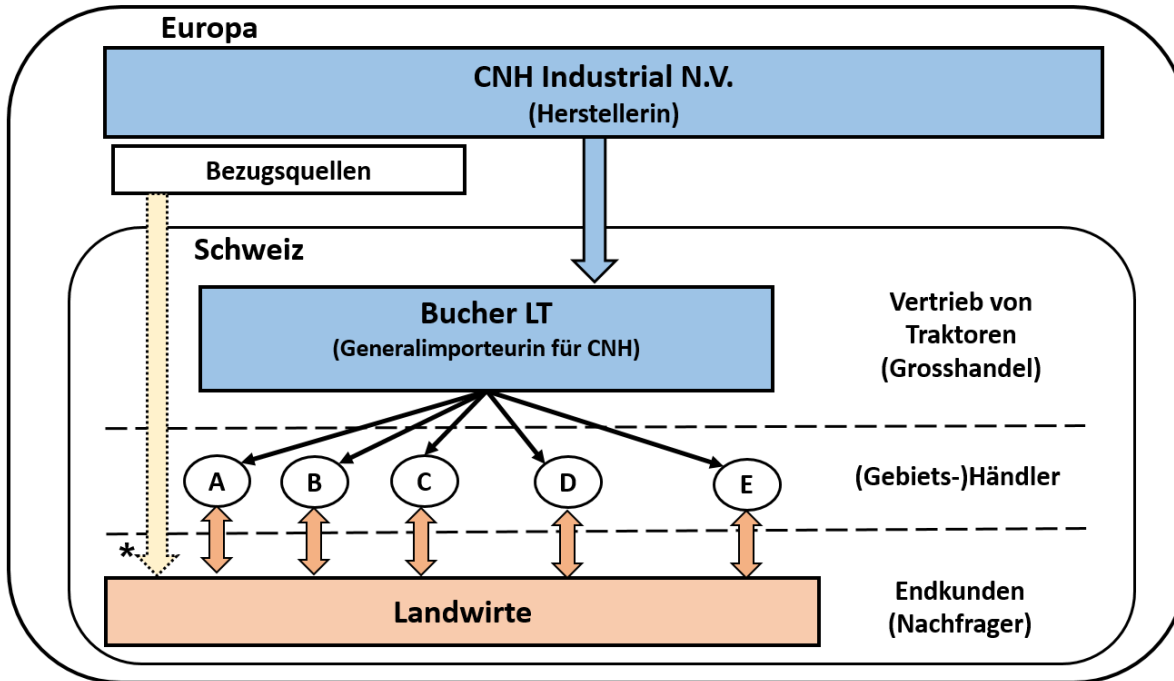 Europa
CNH Industrial N.V.
(Herstellerin)
Bezugsquellen
Schweiz
Bucher LT
(Generalimporteurin für CNH)
Vertrieb von
Traktoren
(Grosshandel)
A
B
C
D
E
(Gebiets-)Händler
*
Landwirte
Endkunden
(Nachfrager)